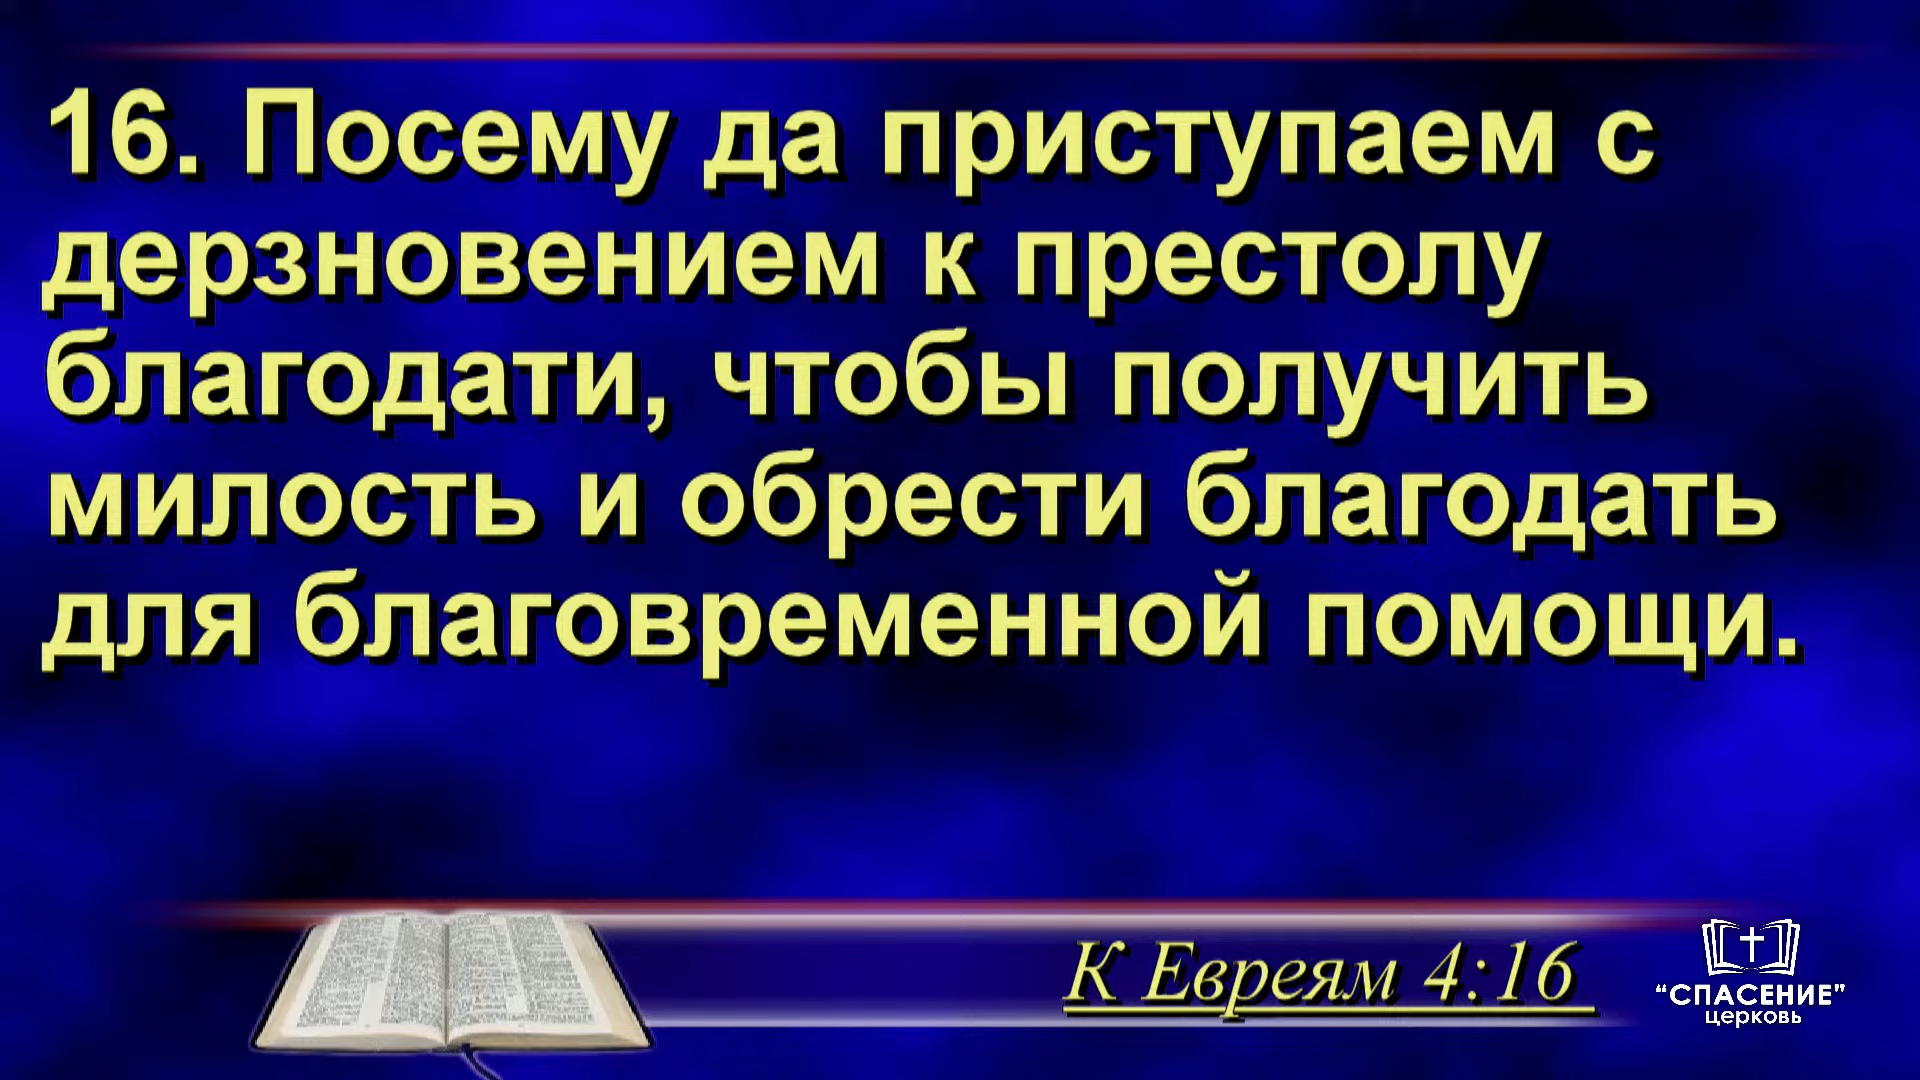 16. Посему да приступаем с
дерзновением к престолу
благодати, чтобы получить
милость и обрести благодать
для благовременной помощи.
К Евреям 4:16
“СПАСЕНИЕ”
церковь